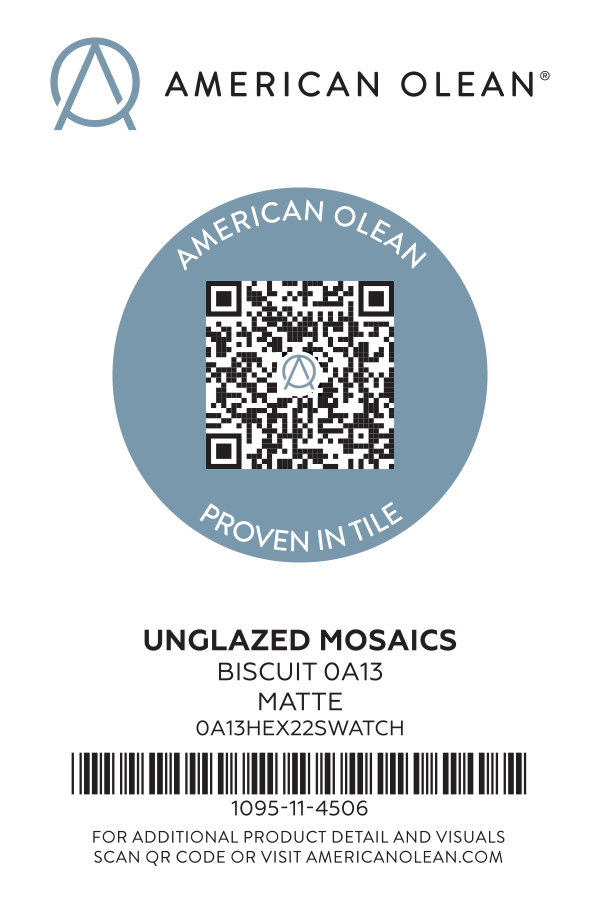 AMERICAN OLEAN®
AMERICAN OLEAN
PROVEN IN TILE
UNGLAZED MOSAICS
BISCUIT 0A13
MATTE
0A13HEX22SWATCH
1095-11-4506
FOR ADDITIONAL PRODUCT DETAIL AND VISUALS
SCAN QR CODE OR VISIT AMERICANOLEAN.COM